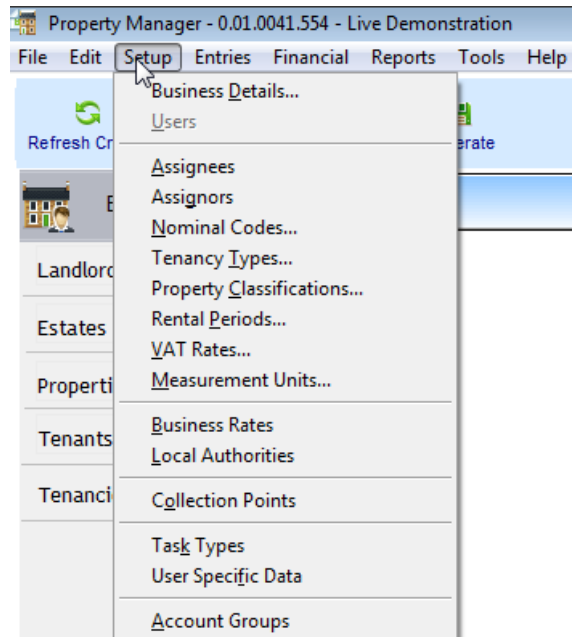 Property Manager - 0.01.0041.554 - Live Demonstration
File Edit Setup Entries Financial Reports Tools Help
Business Details...
Users
Refresh
Assignees
Assignors
Nominal Codes...
Tenancy Types...
Property Classifications...
Rental Periods...
VAT Rates...
Measurement Units...
Business Rates
Local Authorities
Collection Points
Task Types
User Specific Data
Account Groups
Estates
Tenants